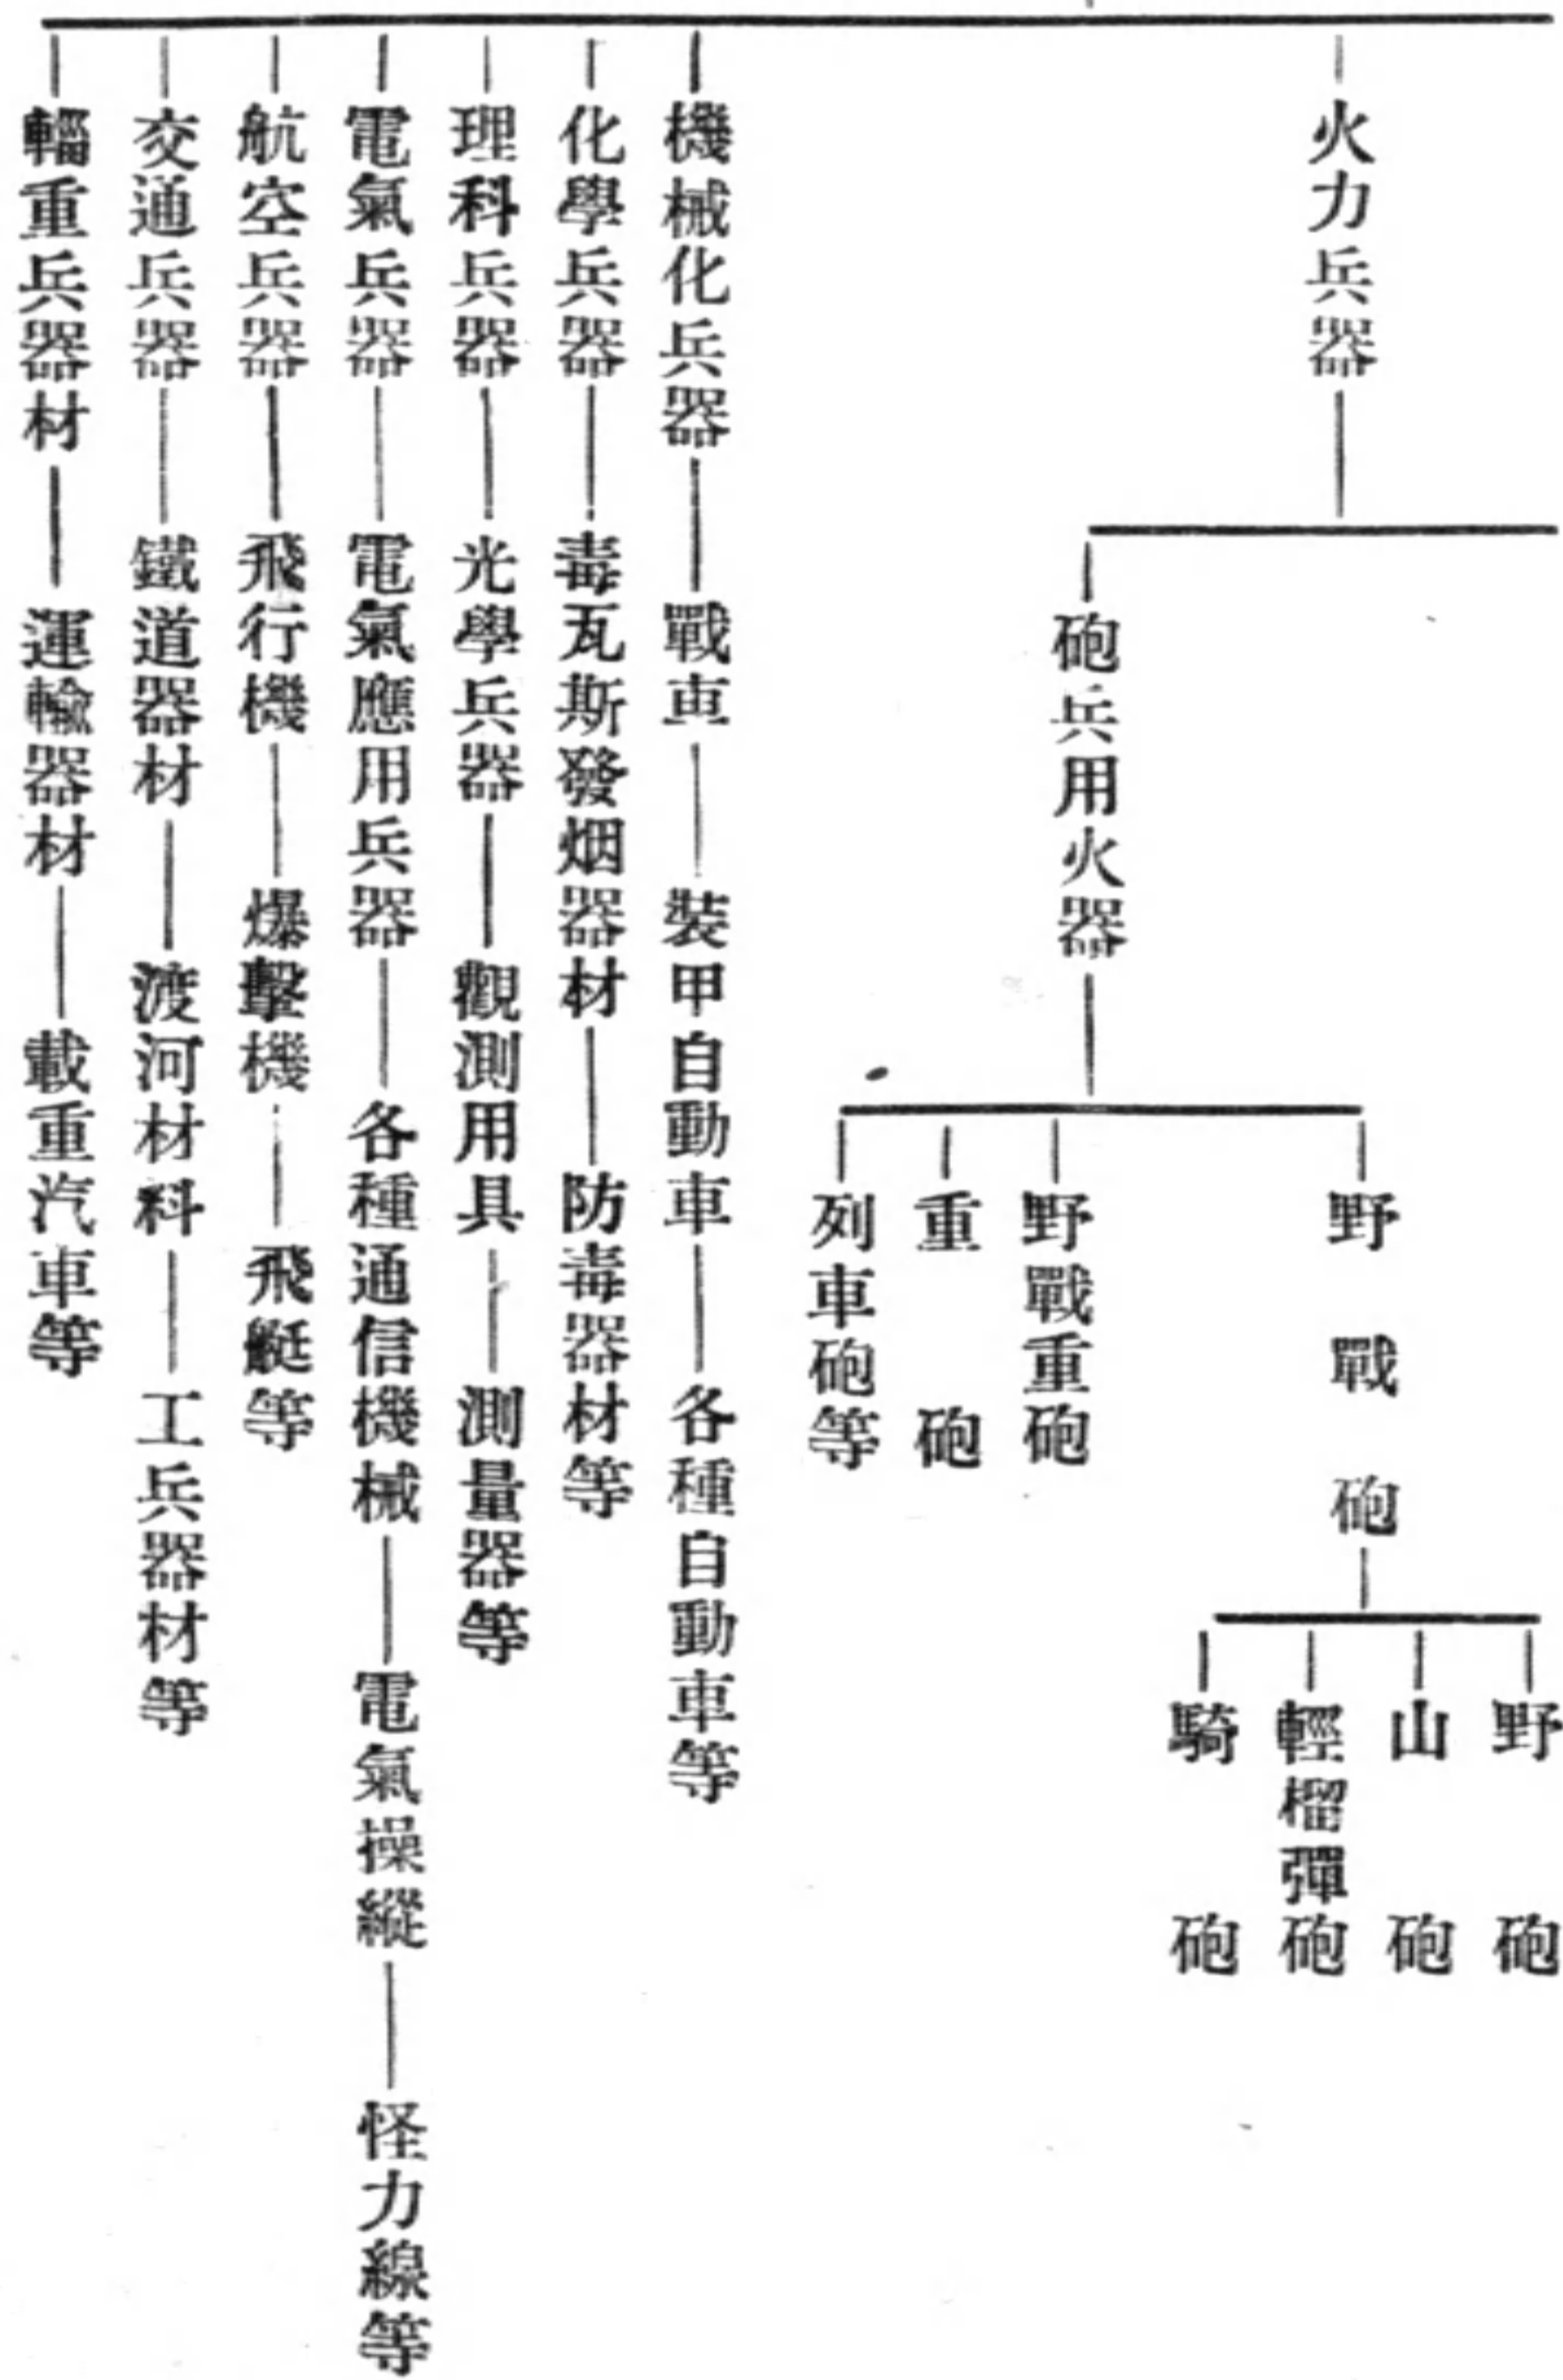 火力兵器
砲兵用火器
野戰砲
野砲
山砲
輕榴彈砲
騎砲
野戰重砲
重砲
列車砲等
機械化兵器 戰車 裝甲自動車 各種自動車等
化學兵器 毒瓦斯發烟器材 防毒器材等
理科兵器 光學兵器 觀測用具 測量器等
電氣兵器 電氣應用兵器 各種通信機械 電氣操縱 怪力線等
航空兵器 飛行機 爆擊機 飛艇等
交通兵器 鐵道器材 渡河材料 工兵器材等
輜重兵器材 運輸器材 載重汽車等